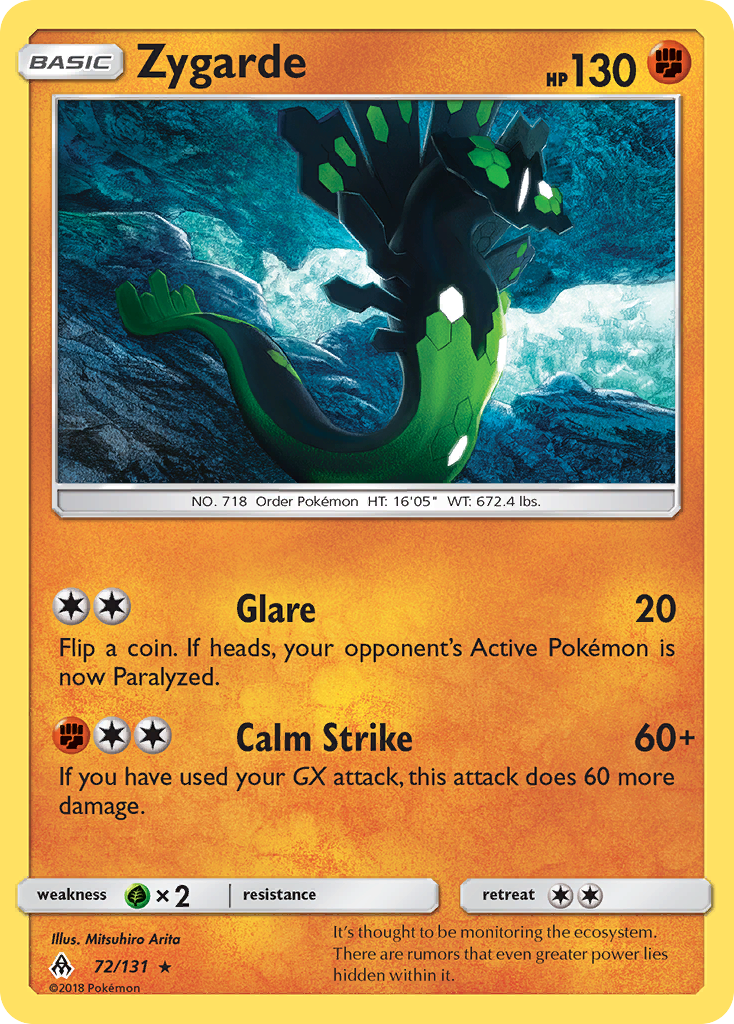 BASIC Zygarde HP 130
NO. 718 Order Pokémon HT: 16'05" WT: 672.4 lbs.
Glare 20
Flip a coin. If heads, your opponent's Active Pokémon is
now Paralyzed.
Calm Strike 60+
If you have used your GX attack, this attack does 60 more
damage.
weakness ×2 resistance retreat
Illus. Mitsuhiro Arita
72/131 ★
©2018 Pokémon
It's thought to be monitoring the ecosystem.
There are rumors that even greater power lies
hidden within it.